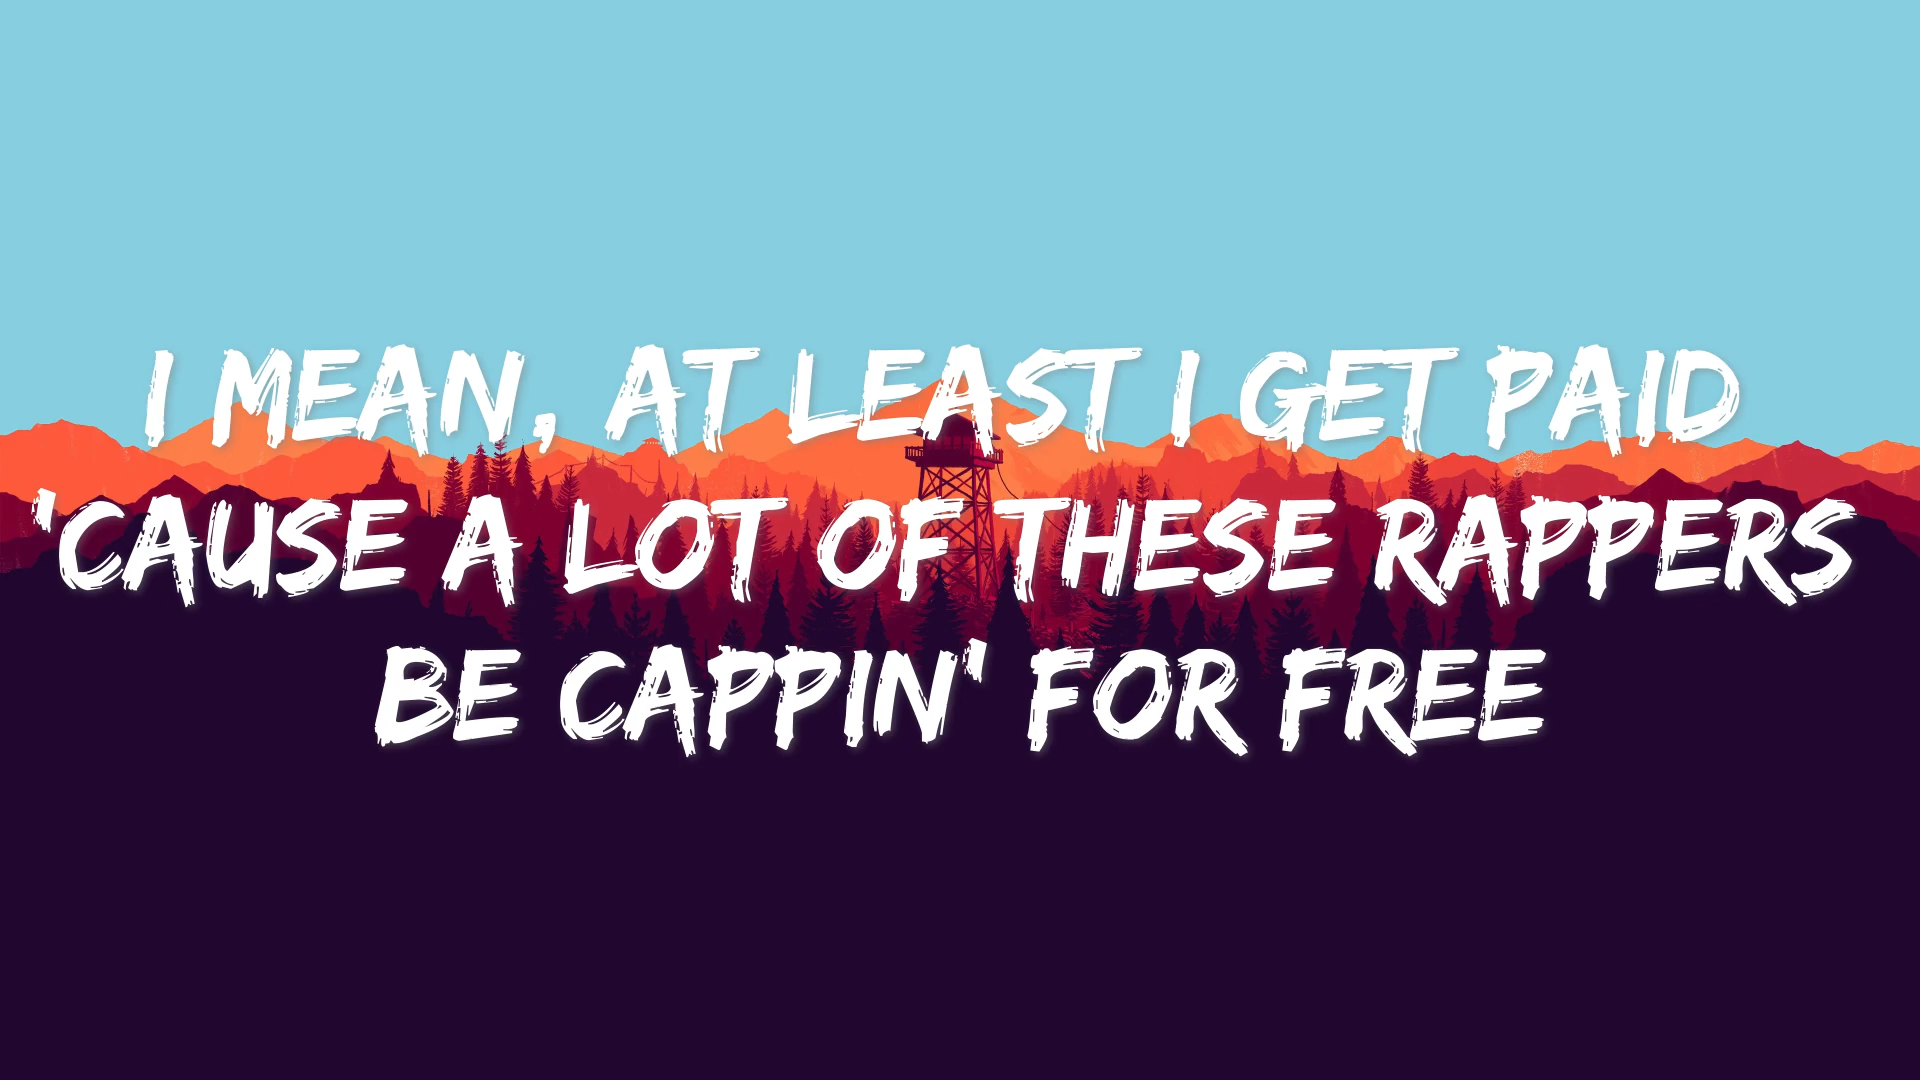 I MEAN, AT LEAST I GET PAID
'CAUSE A LOT OF THESE RAPPERS
BE CAPPIN' FOR FREE